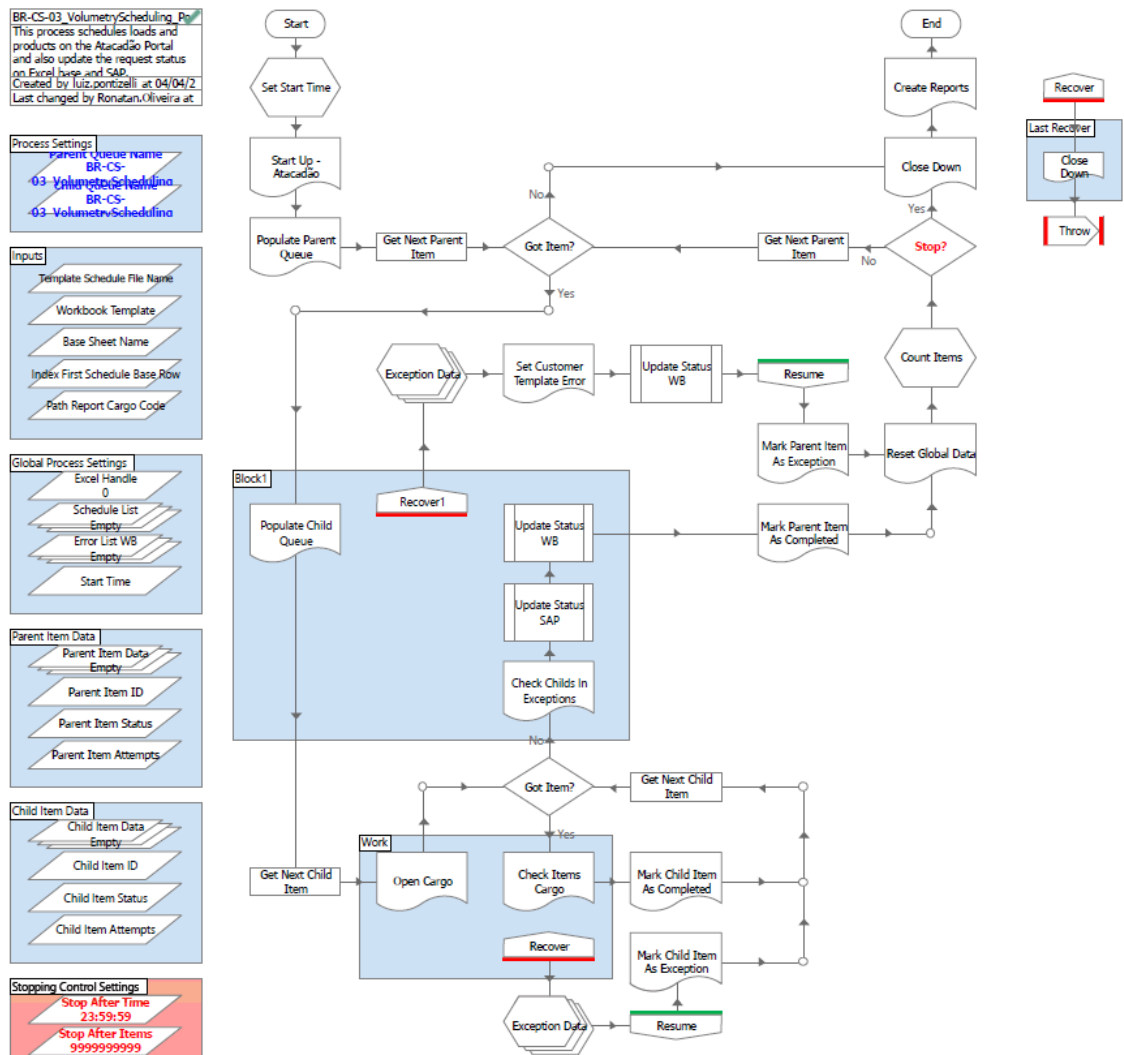 BR-CS-03_VolumetryScheduling_Pa
This process schedules loads and
products on the Atacadão Portal
and also update the request status
on Excel base and SAP.
Created by luiz.pontizelli at 04/04/2
Last changed by Ronatan.Oliveira at
Process Settings
Parent Queue Name
BR-CS-
03_VolumetryScheduling
Child Queue Name
BR-CS-
03_VolumetryScheduling
Inputs
Template Schedule File Name
Workbook Template
Base Sheet Name
Index First Schedule Base Row
Path Report Cargo Code
Global Process Settings
Excel Handle
0
Schedule List
Empty
Error List WB
Empty
Start Time
Parent Item Data
Parent Item Data
Empty
Parent Item ID
Parent Item Status
Parent Item Attempts
Child Item Data
Child Item Data
Empty
Child Item ID
Child Item Status
Child Item Attempts
Stopping Control Settings
Stop After Time
23:59:59
Stop After Items
9999999999
Start
Set Start Time
Start Up -
Atacadão
Populate Parent
Queue
Get Next Parent
Item
Got Item?
No
Yes
Get Next Parent
Item
No
Stop?
Yes
Close Down
Create Reports
End
Count Items
Exception Data
Set Customer
Template Error
Update Status
WB
Resume
Mark Parent Item
As Exception
Reset Global Data
Block1
Populate Child
Queue
Recover1
Update Status
WB
Mark Parent Item
As Completed
Update Status
SAP
Check Childs In
Exceptions
No
Got Item?
Yes
Get Next Child
Item
Work
Get Next Child
Item
Open Cargo
Check Items
Cargo
Mark Child Item
As Completed
Recover
Mark Child Item
As Exception
Exception Data
Resume
Recover
Last Recover
Close
Down
Throw